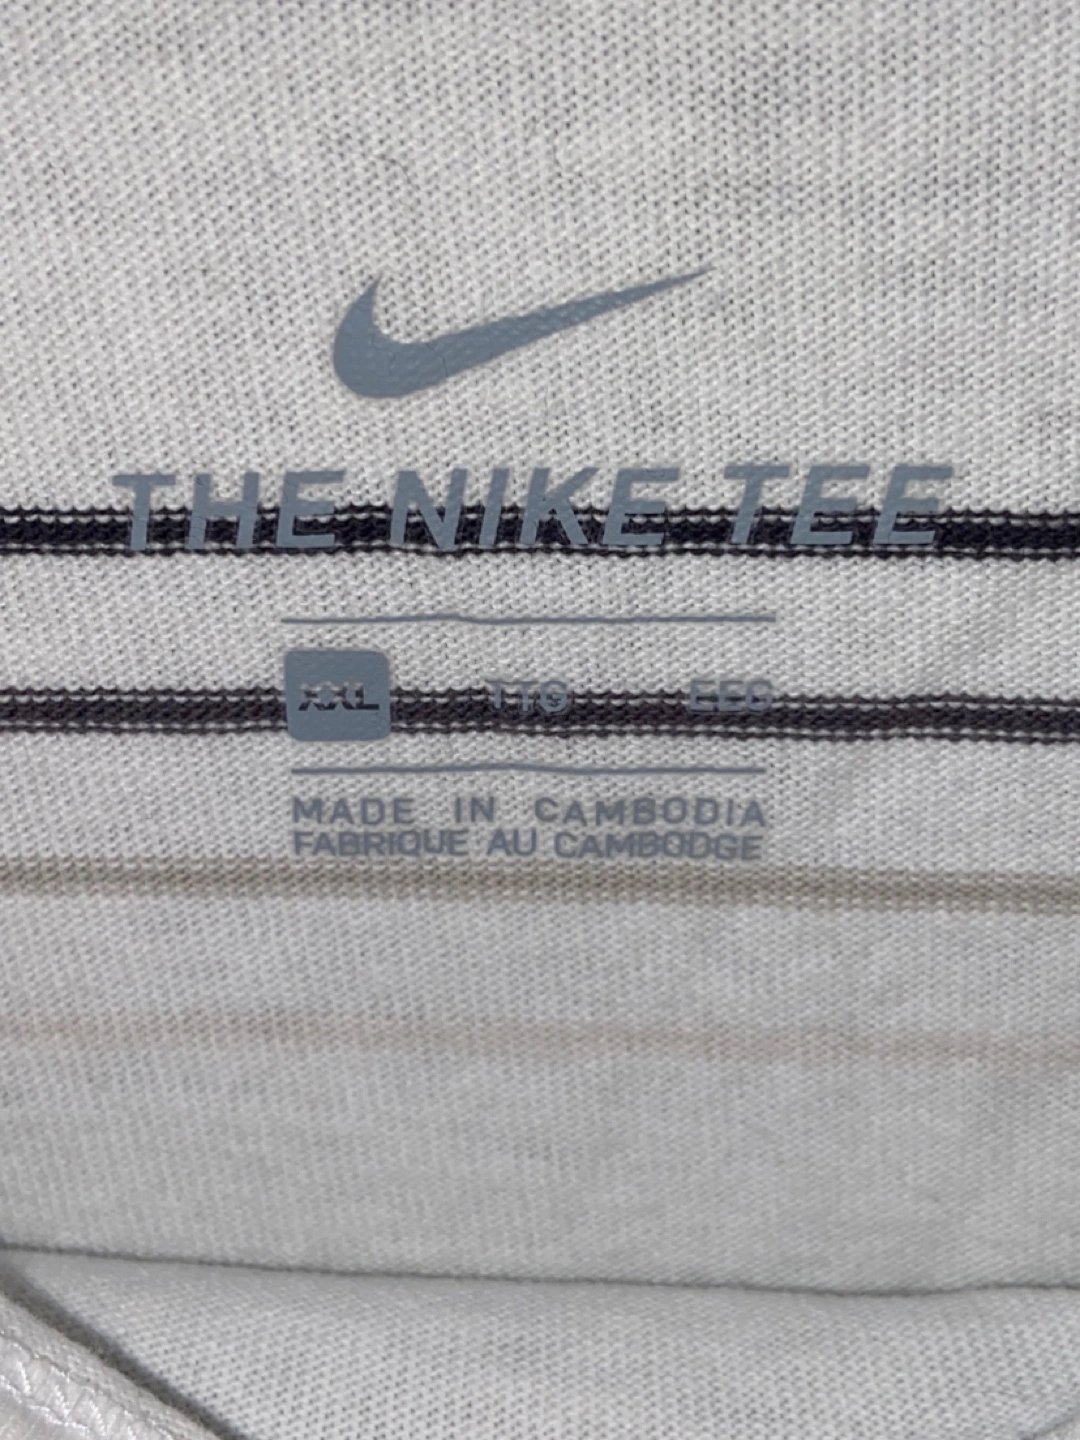 THE NIKE TEE
XXL TTG EEG
MADE IN CAMBODIA
FABRIQUE AU CAMBODGE